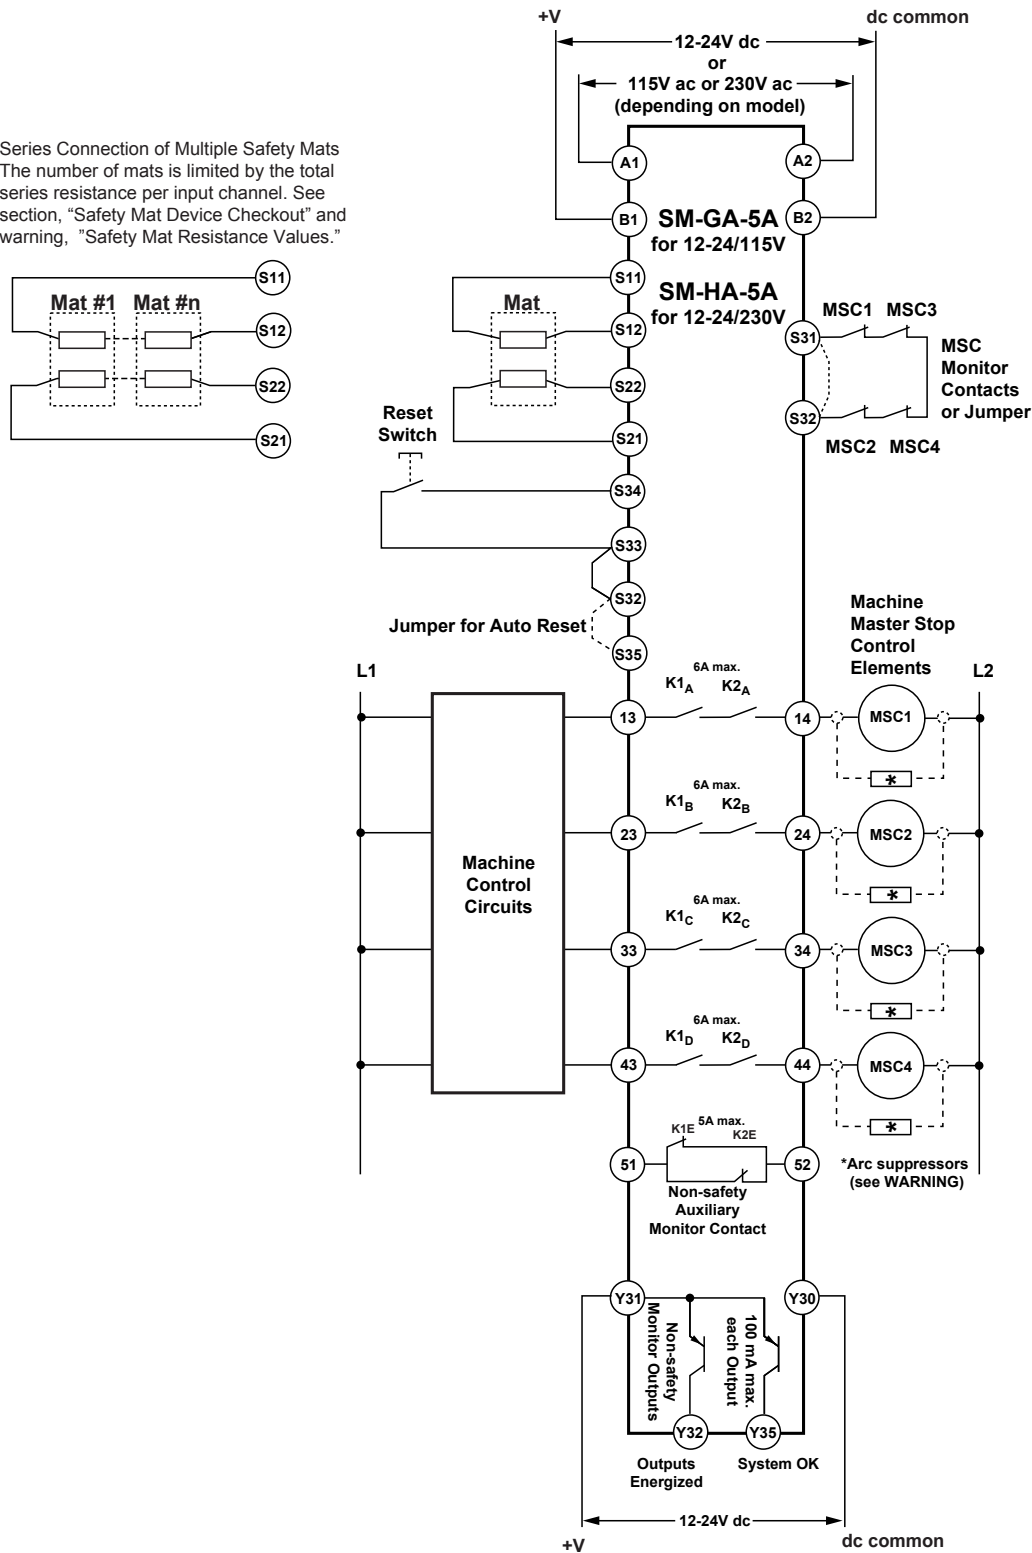 +V
dc common
12-24V dc
or
115V ac or 230V ac
(depending on model)
Series Connection of Multiple Safety Mats
The number of mats is limited by the total
series resistance per input channel. See
section, “Safety Mat Device Checkout” and
warning, ”Safety Mat Resistance Values.”
A1
A2
B1
B2
SM-GA-5A
for 12-24/115V
SM-HA-5A
for 12-24/230V
S11
Mat #1 Mat #n
S12
S22
S21
S11
Mat
S12
S22
S21
Reset
Switch
S34
S33
S32
Jumper for Auto Reset
S35
MSC1 MSC3
S31
MSC
Monitor
Contacts
or Jumper
S32
MSC2 MSC4
Machine
Master Stop
Control
Elements
L1
L2
Machine
Control
Circuits
6A max.
K1A K2A
13
14
MSC1
*
6A max.
K1B K2B
23
24
MSC2
*
6A max.
K1C K2C
33
34
MSC3
*
6A max.
K1D K2D
43
44
MSC4
*
5A max.
K1E K2E
51
52
Non-safety
Auxiliary
Monitor Contact
*Arc suppressors
(see WARNING)
Y31
Y30
Non-safety
Monitor Outputs
100 mA max.
each Output
Y32
Y35
Outputs
Energized
System OK
12-24V dc
+V
dc common